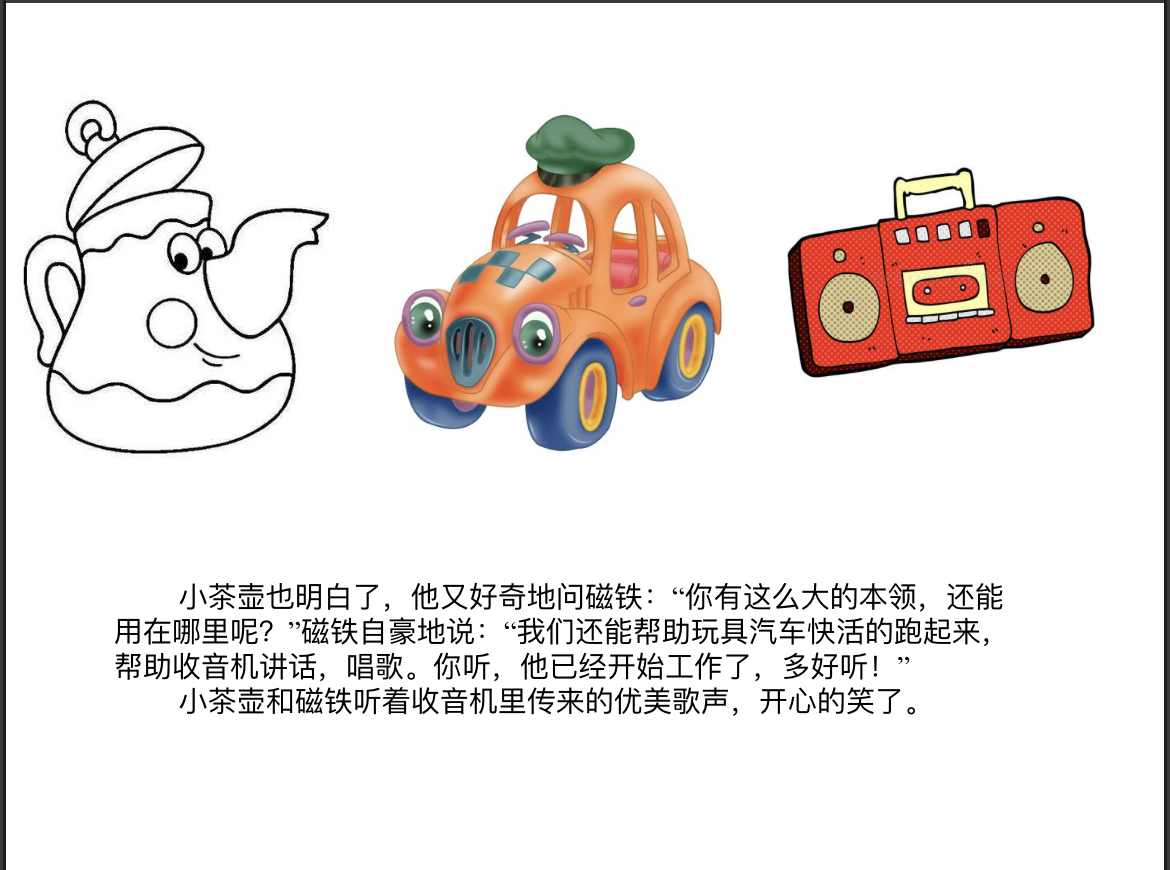 小茶壶也明白了，他又好奇地问磁铁：“你有这么大的本领，还能
用在哪里呢？”磁铁自豪地说：“我们还能帮助玩具汽车快活的跑起来，
帮助收音机讲话，唱歌。你听，他已经开始工作了，多好听！”
小茶壶和磁铁听着收音机里传来的优美歌声，开心的笑了。